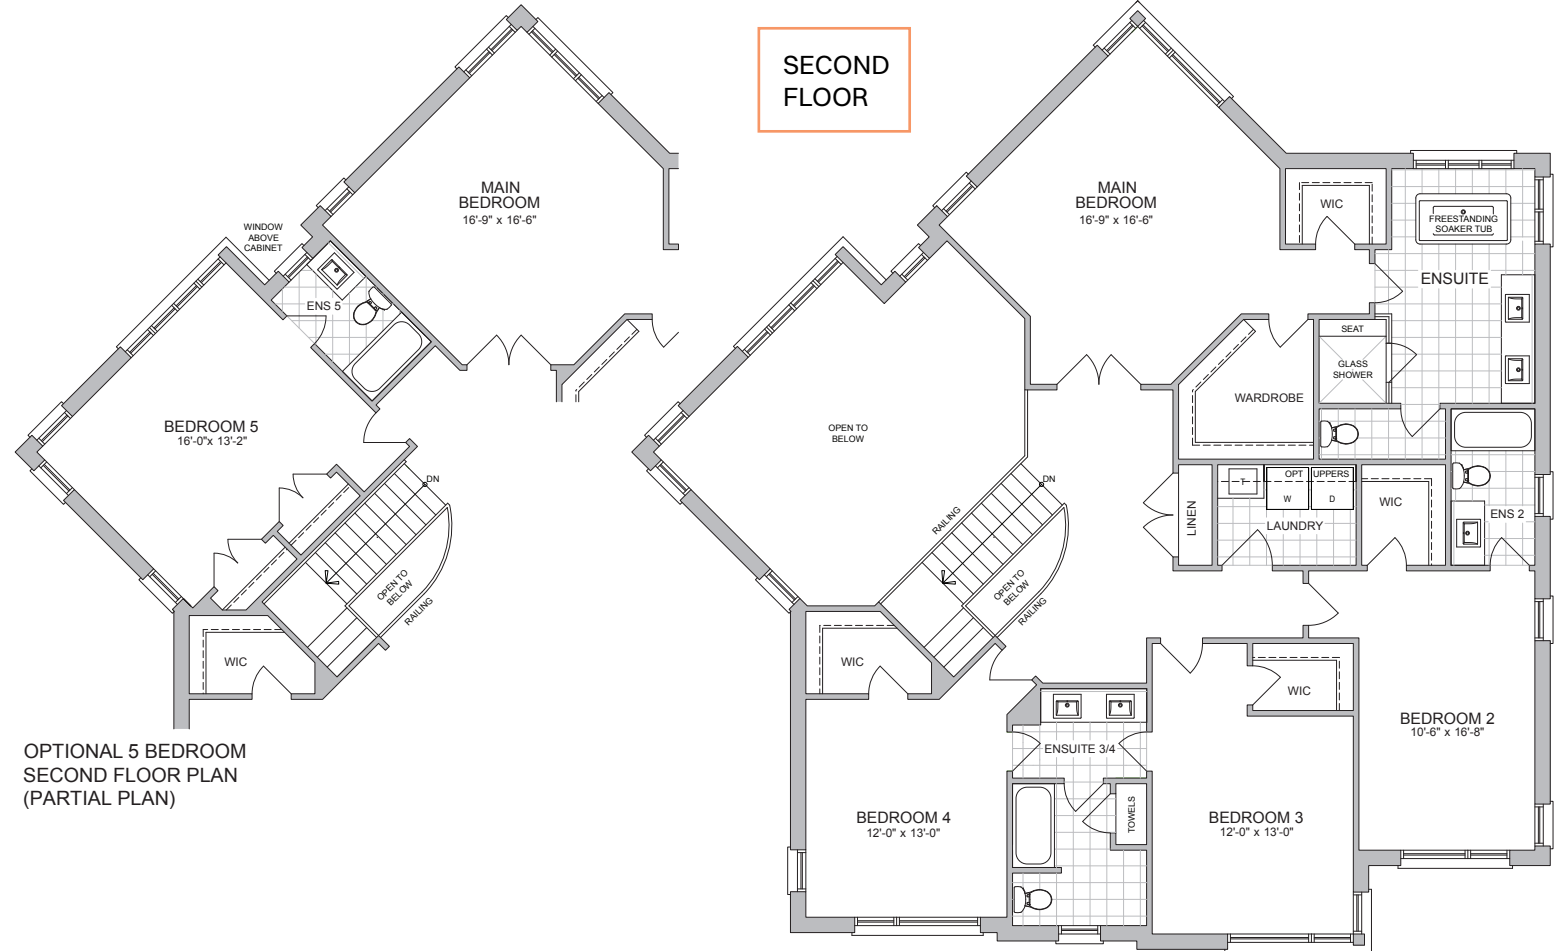 SECOND
FLOOR
MAIN
BEDROOM
16'-9" x 16'-6"
WINDOW
ABOVE
CABINET
ENS 5
BEDROOM 5
16'-0"x 13'-2"
DN
OPEN TO
BELOW
RAILING
WIC
OPTIONAL 5 BEDROOM
SECOND FLOOR PLAN
(PARTIAL PLAN)
MAIN
BEDROOM
16'-9" x 16'-6"
WIC
FREESTANDING
SOAKER TUB
ENSUITE
SEAT
GLASS
SHOWER
WARDROBE
OPEN TO
BELOW
RAILING
DN
OPEN TO
BELOW
RAILING
LINEN
T
OPT UPPERS
W D
LAUNDRY
WIC
ENS 2
WIC
WIC
BEDROOM 2
10'-6" x 16'-8"
ENSUITE 3/4
TOWELS
BEDROOM 4
12'-0" x 13'-0"
BEDROOM 3
12'-0" x 13'-0"